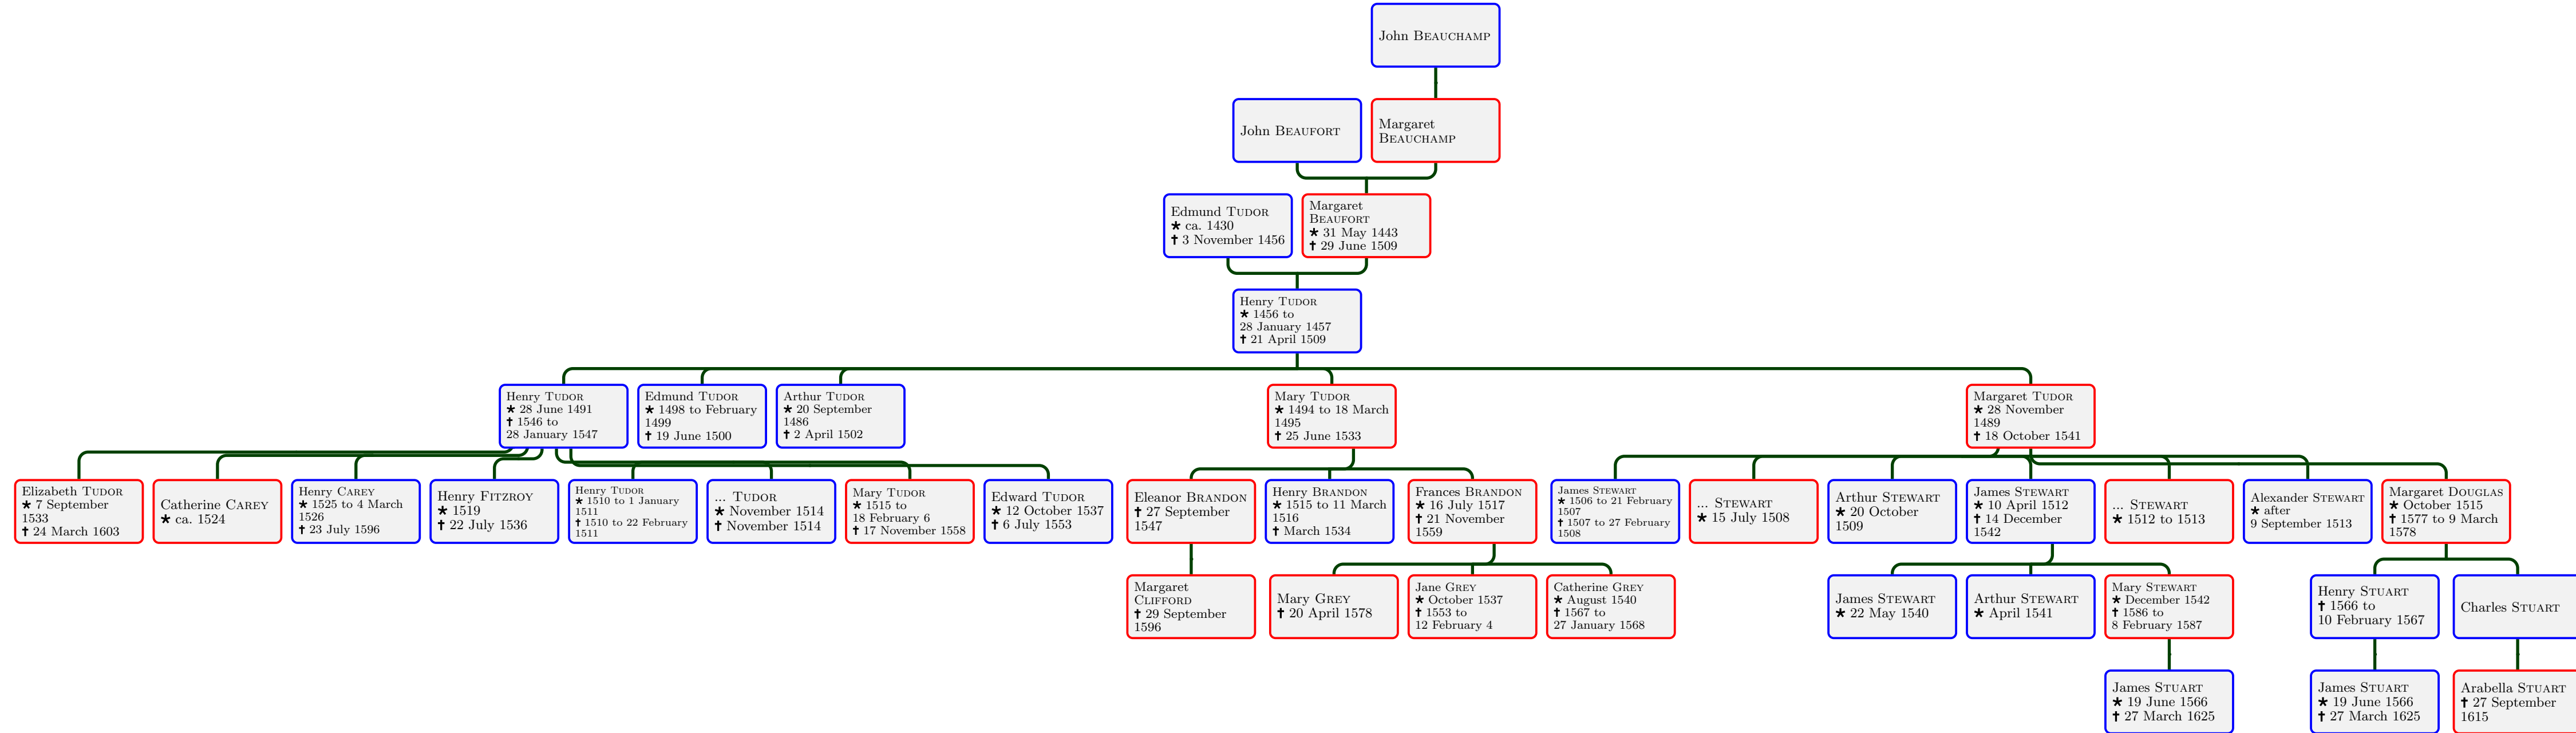 John BEAUCHAMP
John BEAUFORT
Margaret
BEAUCHAMP
Edmund TUDOR
★ ca. 1430
✝ 3 November 1456
Margaret
BEAUFORT
★ 31 May 1443
✝ 29 June 1509
Henry TUDOR
★ 1456 to
28 January 1457
✝ 21 April 1509
Henry TUDOR
★ 28 June 1491
✝ 1546 to
28 January 1547
Edmund TUDOR
★ 1498 to February
1499
✝ 19 June 1500
Arthur TUDOR
★ 20 September
1486
✝ 2 April 1502
Mary TUDOR
★ 1494 to 18 March
1495
✝ 25 June 1533
Margaret TUDOR
★ 28 November
1489
✝ 18 October 1541
Elizabeth TUDOR
★ 7 September
1533
✝ 24 March 1603
Catherine CAREY
★ ca. 1524
Henry CAREY
★ 1525 to 4 March
1526
✝ 23 July 1596
Henry FITZROY
★ 1519
✝ 22 July 1536
Henry TUDOR
★ 1510 to 1 January
1511
✝ 1510 to 22 February
1511
... TUDOR
★ November 1514
✝ November 1514
Mary TUDOR
★ 1515 to
18 February 6
✝ 17 November 1558
Edward TUDOR
★ 12 October 1537
✝ 6 July 1553
Eleanor BRANDON
✝ 27 September
1547
Henry BRANDON
★ 1515 to 11 March
1516
✝ March 1534
Frances BRANDON
★ 16 July 1517
✝ 21 November
1559
James STEWART
★ 1506 to 21 February
1507
✝ 1507 to 27 February
1508
... STEWART
★ 15 July 1508
Arthur STEWART
★ 20 October
1509
James STEWART
★ 10 April 1512
✝ 14 December
1542
... STEWART
★ 1512 to 1513
Alexander STEWART
★ after
9 September 1513
Margaret DOUGLAS
★ October 1515
✝ 1577 to 9 March
1578
Margaret
CLIFFORD
✝ 29 September
1596
Mary GREY
✝ 20 April 1578
Jane GREY
★ October 1537
✝ 1553 to
12 February 4
Catherine GREY
★ August 1540
✝ 1567 to
27 January 1568
James STEWART
★ 22 May 1540
Arthur STEWART
★ April 1541
Mary STEWART
★ December 1542
✝ 1586 to
8 February 1587
Henry STUART
✝ 1566 to
10 February 1567
Charles STUART
James STUART
★ 19 June 1566
✝ 27 March 1625
James STUART
★ 19 June 1566
✝ 27 March 1625
Arabella STUART
✝ 27 September
1615